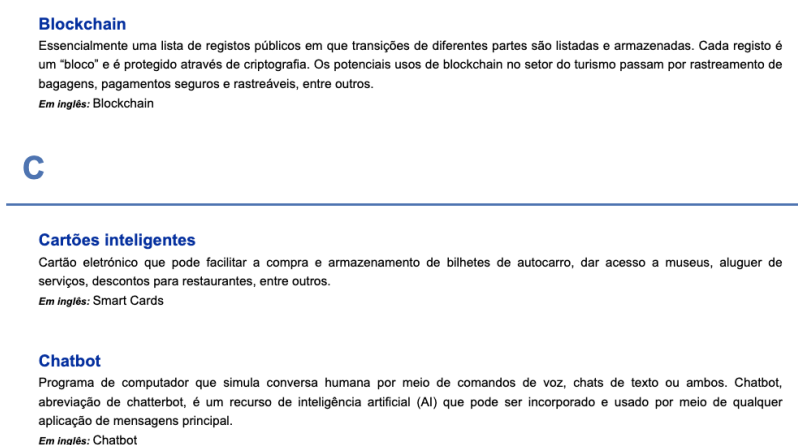 Blockchain
Essencialmente uma lista de registos públicos em que transições de diferentes partes são listadas e armazenadas. Cada registo é
um “bloco” e é protegido através de criptografia. Os potenciais usos de blockchain no setor do turismo passam por rastreamento de
bagagens, pagamentos seguros e rastreáveis, entre outros.
Em inglês: Blockchain
C
Cartões inteligentes
Cartão eletrónico que pode facilitar a compra e armazenamento de bilhetes de autocarro, dar acesso a museus, aluguer de
serviços, descontos para restaurantes, entre outros.
Em inglês: Smart Cards
Chatbot
Programa de computador que simula conversa humana por meio de comandos de voz, chats de texto ou ambos. Chatbot,
abreviação de chatterbot, é um recurso de inteligência artificial (AI) que pode ser incorporado e usado por meio de qualquer
aplicação de mensagens principal.
Em inglês: Chatbot